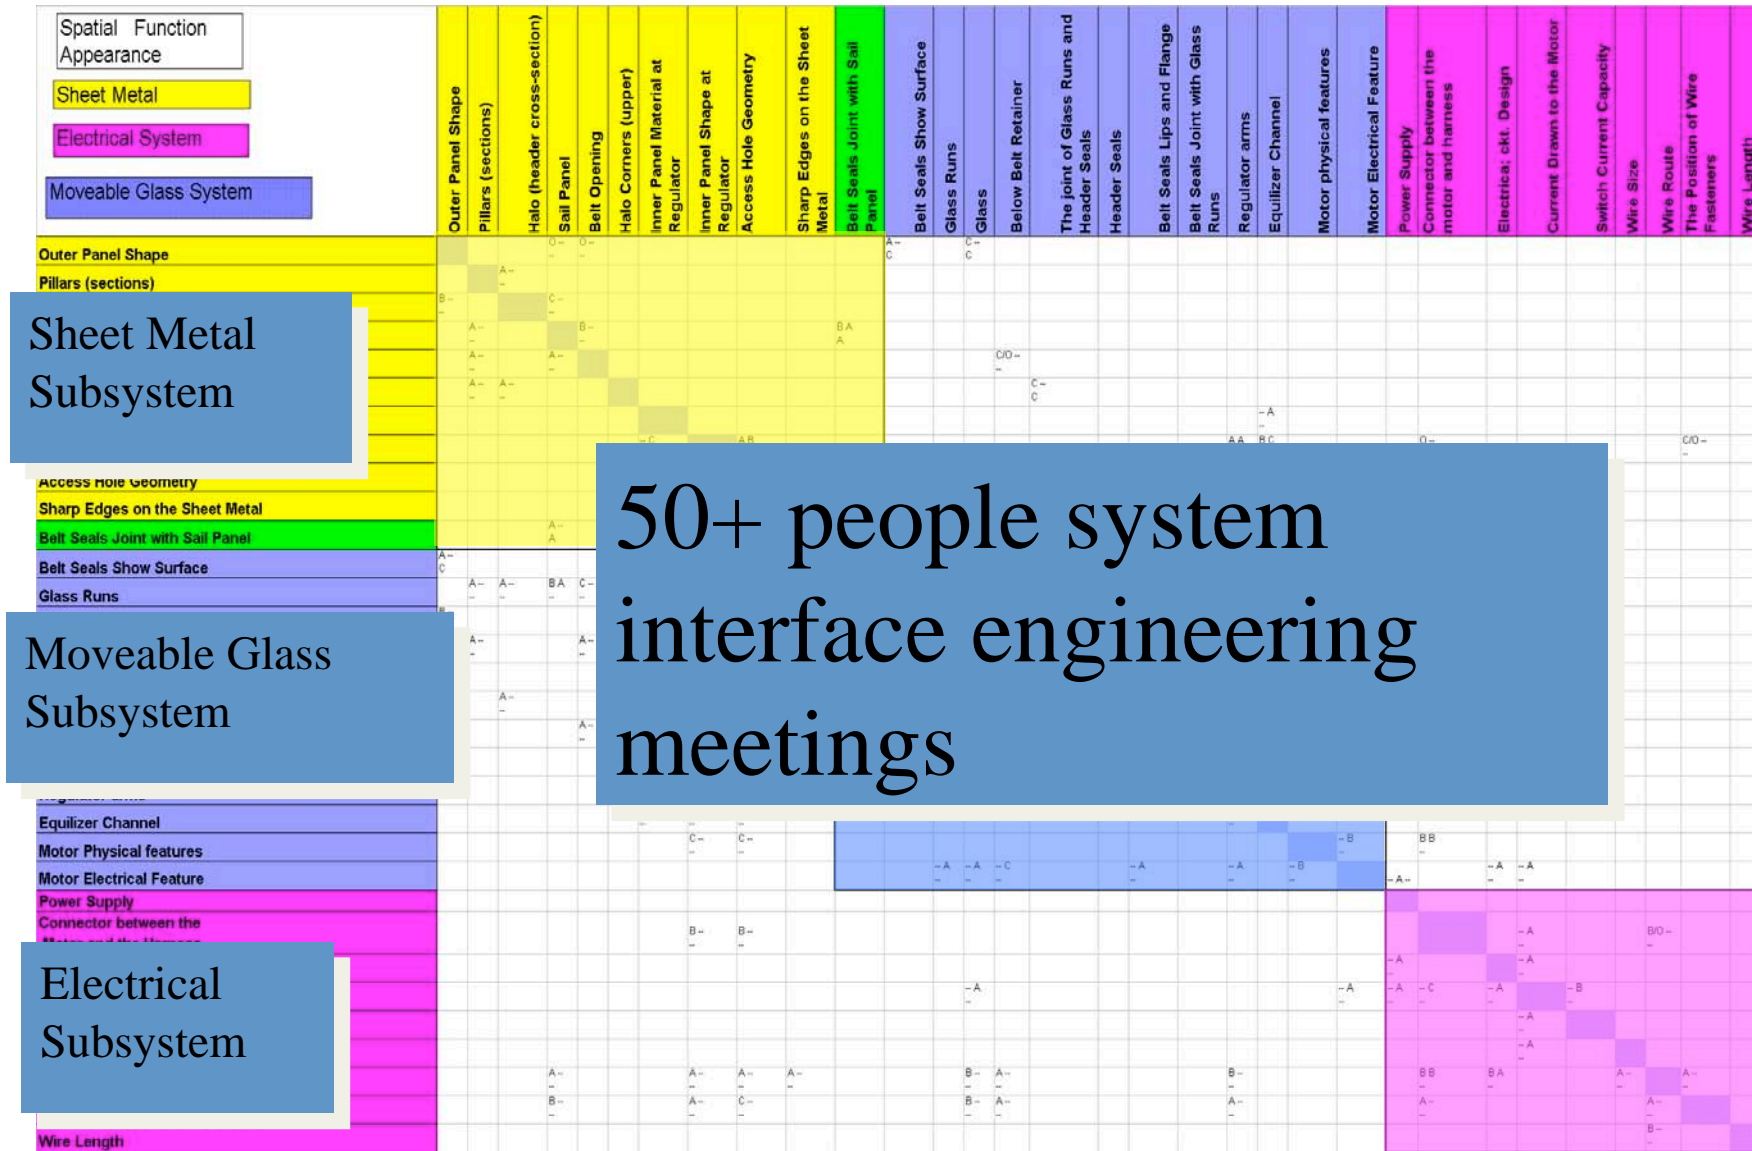 Spatial Function
Appearance
Sheet Metal
Electrical System
Moveable Glass System
Outer Panel Shape
Pillars (sections)
Halo (header cross-section)
Sail Panel
Belt Opening
Halo Corners (upper)
Inner Panel Material at
Regulator
Inner Panel Shape at
Regulator
Access Hole Geometry
Sharp Edges on the Sheet
Metal
Belt Seals Joint with Sail
Panel
Belt Seals Show Surface
Glass Runs
Glass
Below Belt Retainer
The joint of Glass Runs and
Header Seals
Header Seals
Belt Seals Lips and Flange
Belt Seals Joint with Glass
Runs
Regulator arms
Equilizer Channel
Motor physical features
Motor Electrical Feature
Power Supply
Connector between the
motor and harness
Electrica; ckt. Design
Current Drawn to the Motor
Switch Current Capacity
Wire Size
Wire Route
The Position of Wire
Fasteners
Wire Length
Outer Panel Shape
O -- O -- A -- C --
-- -- C C
Pillars (sections)
A --
--
B -- C --
-- --
A -- B -- B A
-- -- A
A -- A -- C/O --
-- -- --
A -- A -- C --
-- -- C
-- A
--
-- C A B A A B C O -- C/O --
--
Sheet Metal
Subsystem
Access Hole Geometry
Sharp Edges on the Sheet Metal
Belt Seals Joint with Sail Panel
A --
A
Belt Seals Show Surface
A --
C
Glass Runs
A -- A -- B A C --
-- -- -- --
50+ people system
interface engineering
meetings
A -- A --
-- --
A --
--
A --
--
Moveable Glass
Subsystem
Equilizer Channel
-- -- -- --
Motor Physical features
C -- C -- -- B B B
-- -- -- --
Motor Electrical Feature
-- A -- A -- C -- A -- A -- B -- A -- -- A -- A
-- -- -- -- -- -- -- --
Power Supply
Connector between the
B -- B -- -- A B/O --
-- -- -- --
-- A -- A
-- --
-- A -- A -- A -- C -- A -- B
-- -- -- -- -- --
-- A
--
-- A
--
A -- A -- A -- A -- B -- A -- B -- B B B A A -- A --
-- -- -- -- -- -- -- -- -- -- --
B -- A -- C -- B -- A -- A -- A -- A --
-- -- -- -- -- -- -- --
B --
--
Electrical
Subsystem
Wire Length